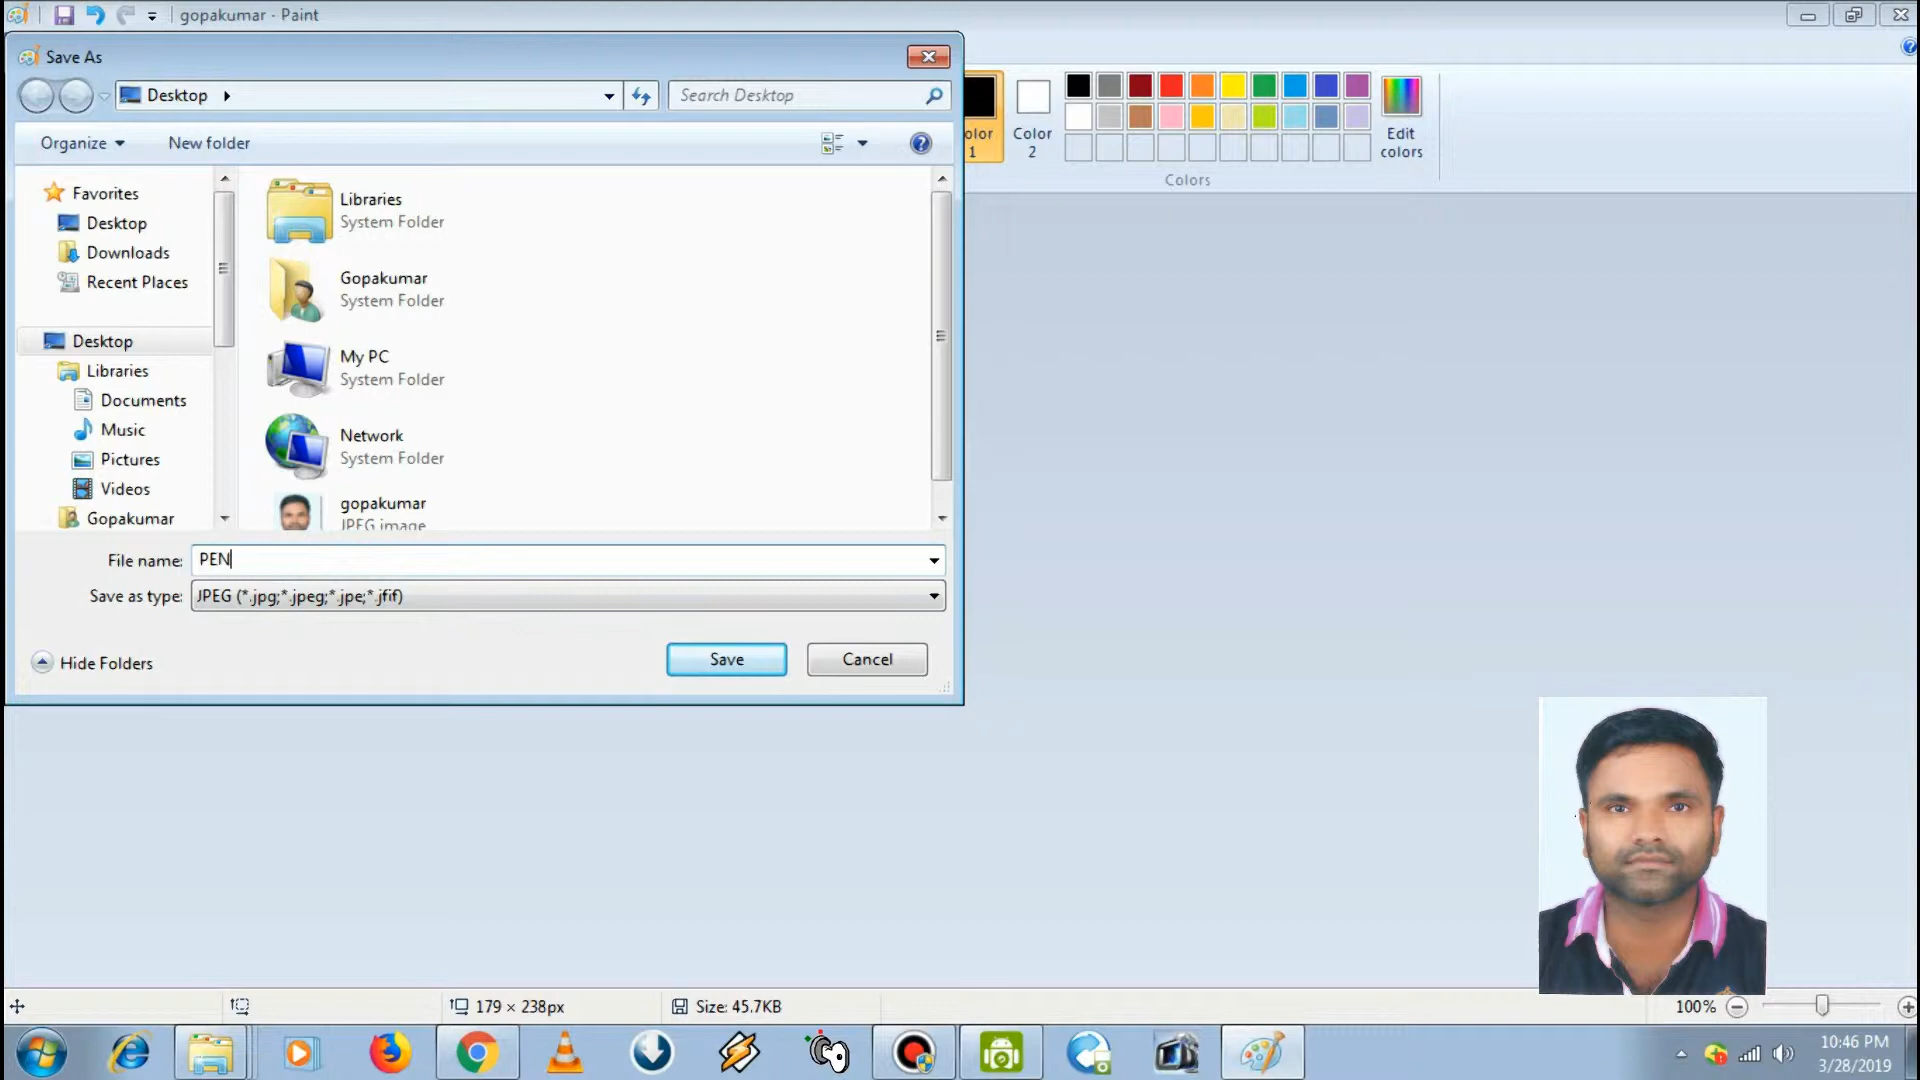 gopakumar - Paint
Save As
Desktop
Search Desktop
Organize
New folder
Favorites
Desktop
Downloads
Recent Places
Desktop
Libraries
Documents
Music
Pictures
Videos
Gopakumar
Libraries
System Folder
Gopakumar
System Folder
My PC
System Folder
Network
System Folder
gopakumar
JPEG image
File name: PEN
Save as type: JPEG (*.jpg;*.jpeg;*.jpe;*.jfif)
Hide Folders
Save
Cancel
olor
1
Color
2
Edit
colors
Colors
179 × 238px
Size: 45.7KB
100%
10:46 PM
3/28/2019